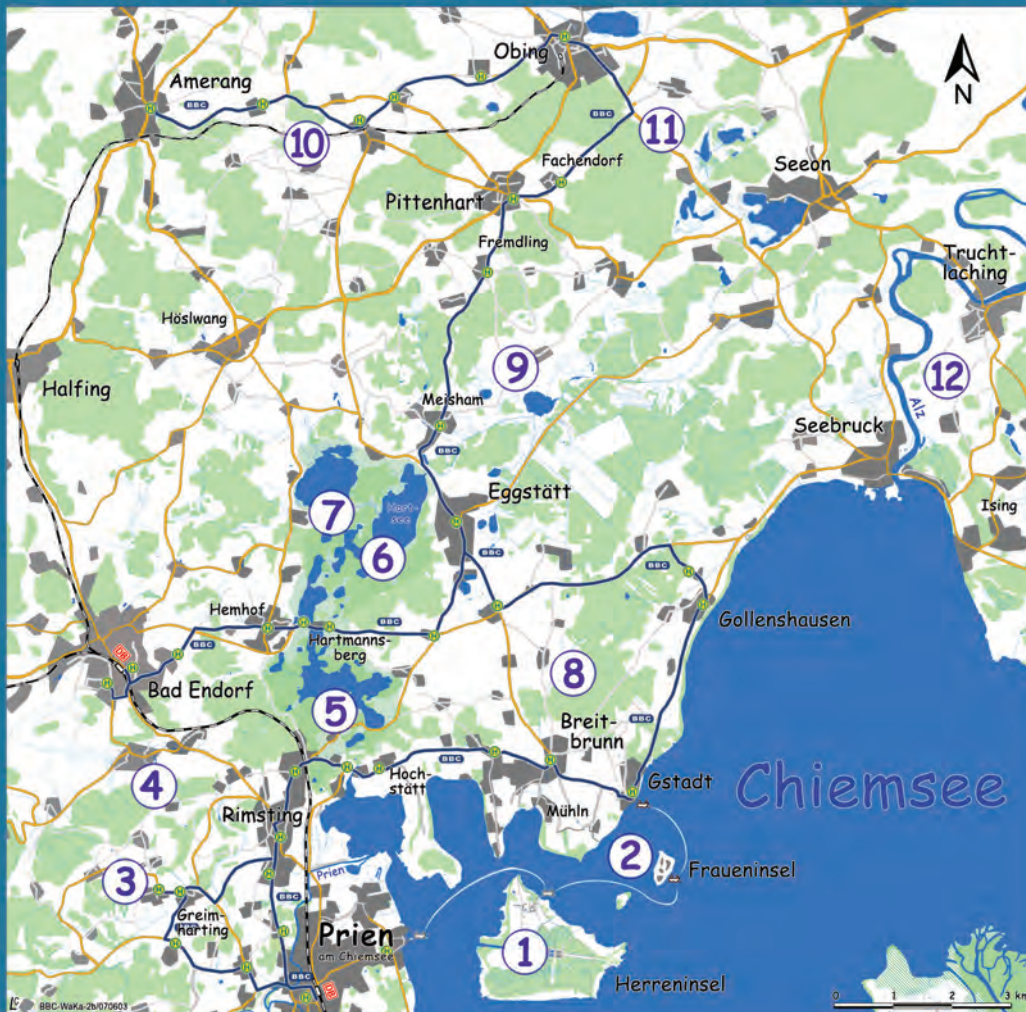 Obing
N
Amerang
BBC
BBC
11
10
Fachendorf
Seeon
Pittenhart
Fremdling
Trucht-
laching
Höslwang
9
12
Halfing
Meisham
Alz
Seebruck
BBC
Eggstätt
7
Hart-
see
Ising
6
BBC
BBC
Hemhof
Gollenshausen
BBC
Hartmanns-
berg
BBC
DB
8
Bad Endorf
5
BBC
Breit-
brunn
BBC
Hoch-
stätt
Gstadt
Chiemsee
4
Mühln
Rimsting
2
Prien
Fraueninsel
3
BBC
Greim-
harting
BBC
Prien
am Chiemsee
1
Herreninsel
DB
BBC
BBC-WaKa-2b/070603
0 1 2 3 km